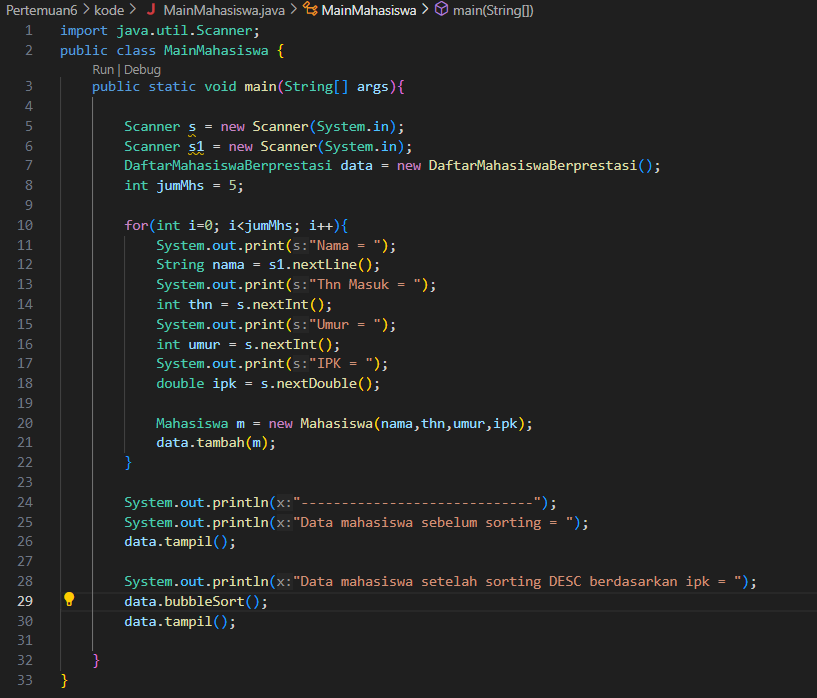 Pertemuan6 > kode > J MainMahasiswa.java > MainMahasiswa > main(String[])
1 import java.util.Scanner;
2 public class MainMahasiswa {
Run | Debug
3 public static void main(String[] args){
4
5 Scanner s = new Scanner(System.in);
6 Scanner s1 = new Scanner(System.in);
7 DaftarMahasiswaBerprestasi data = new DaftarMahasiswaBerprestasi();
8 int jumMhs = 5;
9
10 for(int i=0; i<jumMhs; i++){
11 System.out.print(s:"Nama = ");
12 String nama = s1.nextLine();
13 System.out.print(s:"Thn Masuk = ");
14 int thn = s.nextInt();
15 System.out.print(s:"Umur = ");
16 int umur = s.nextInt();
17 System.out.print(s:"IPK = ");
18 double ipk = s.nextDouble();
19
20 Mahasiswa m = new Mahasiswa(nama,thn,umur,ipk);
21 data.tambah(m);
22 }
23
24 System.out.println(x:"-----------------------------");
25 System.out.println(x:"Data mahasiswa sebelum sorting = ");
26 data.tampil();
27
28 System.out.println(x:"Data mahasiswa setelah sorting DESC berdasarkan ipk = ");
29 data.bubbleSort();
30 data.tampil();
31
32 }
33 }